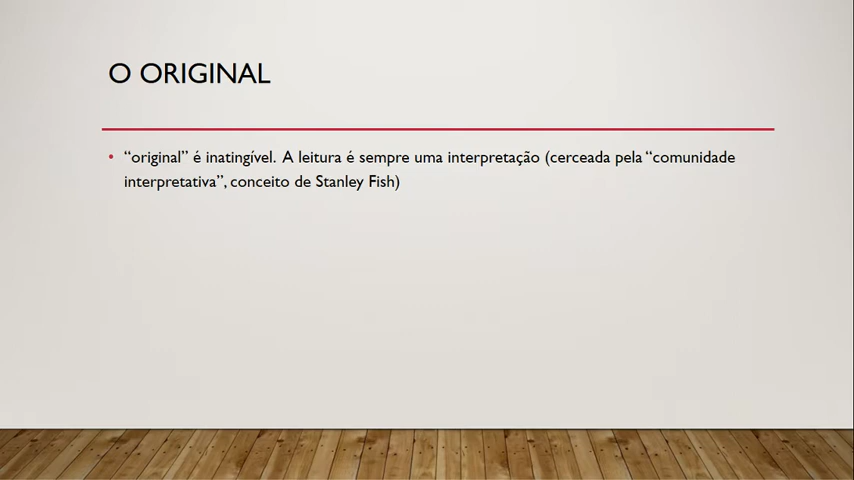 O ORIGINAL
• “original” é inatingível. A leitura é sempre uma interpretação (cerceada pela “comunidade
interpretativa”, conceito de Stanley Fish)